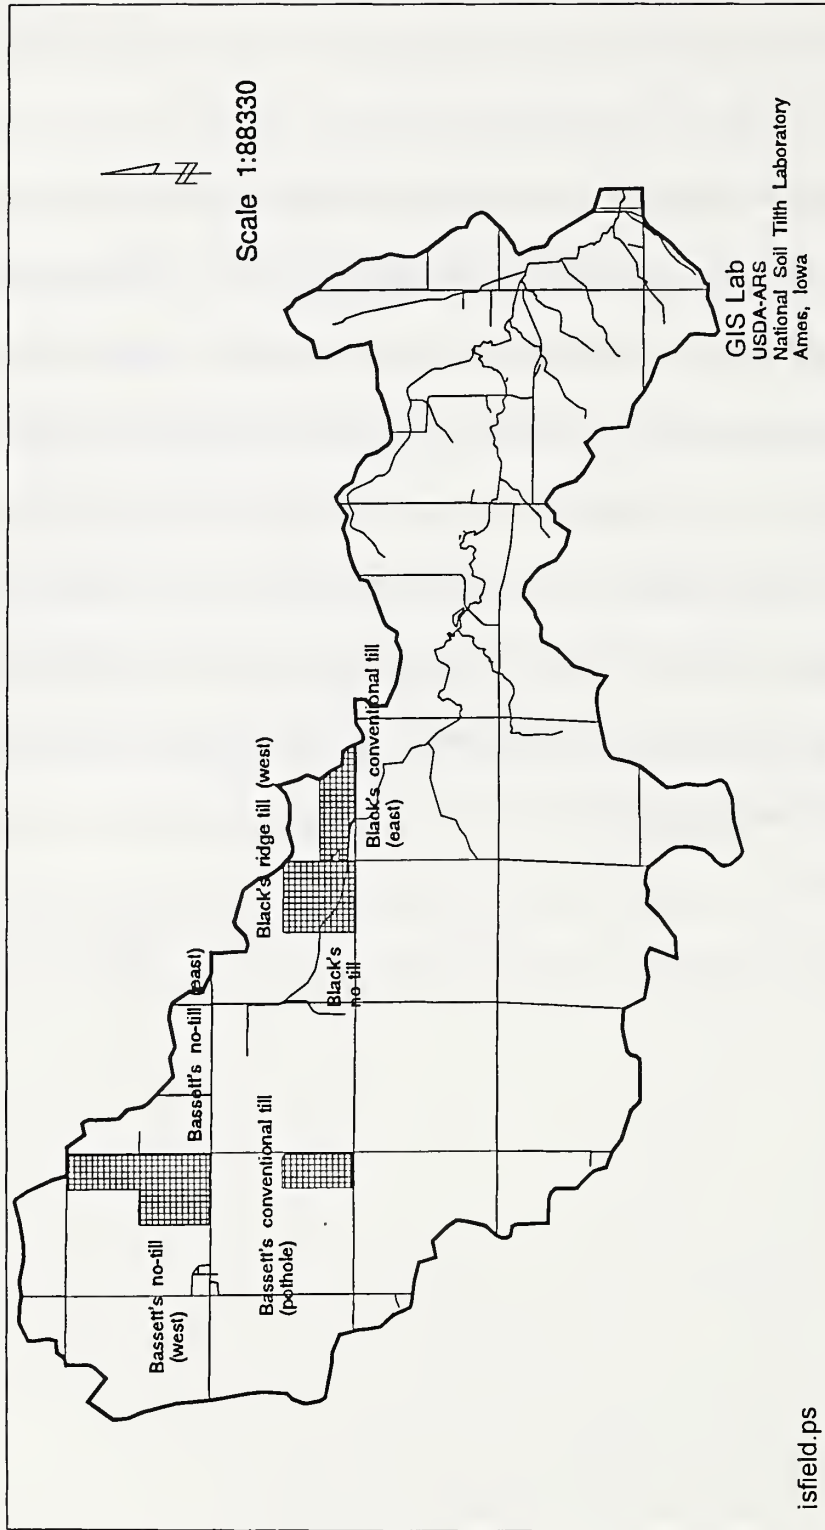 N
Scale 1:88330
Bassett's no-till
(west)
Bassett's no-till (east)
Bassett's conventional till
(pothole)
Black's ridge till (west)
Black's
no till
Black's conventional till
(east)
GIS Lab
USDA-ARS
National Soil Tilth Laboratory
Ames, Iowa
isfield.ps